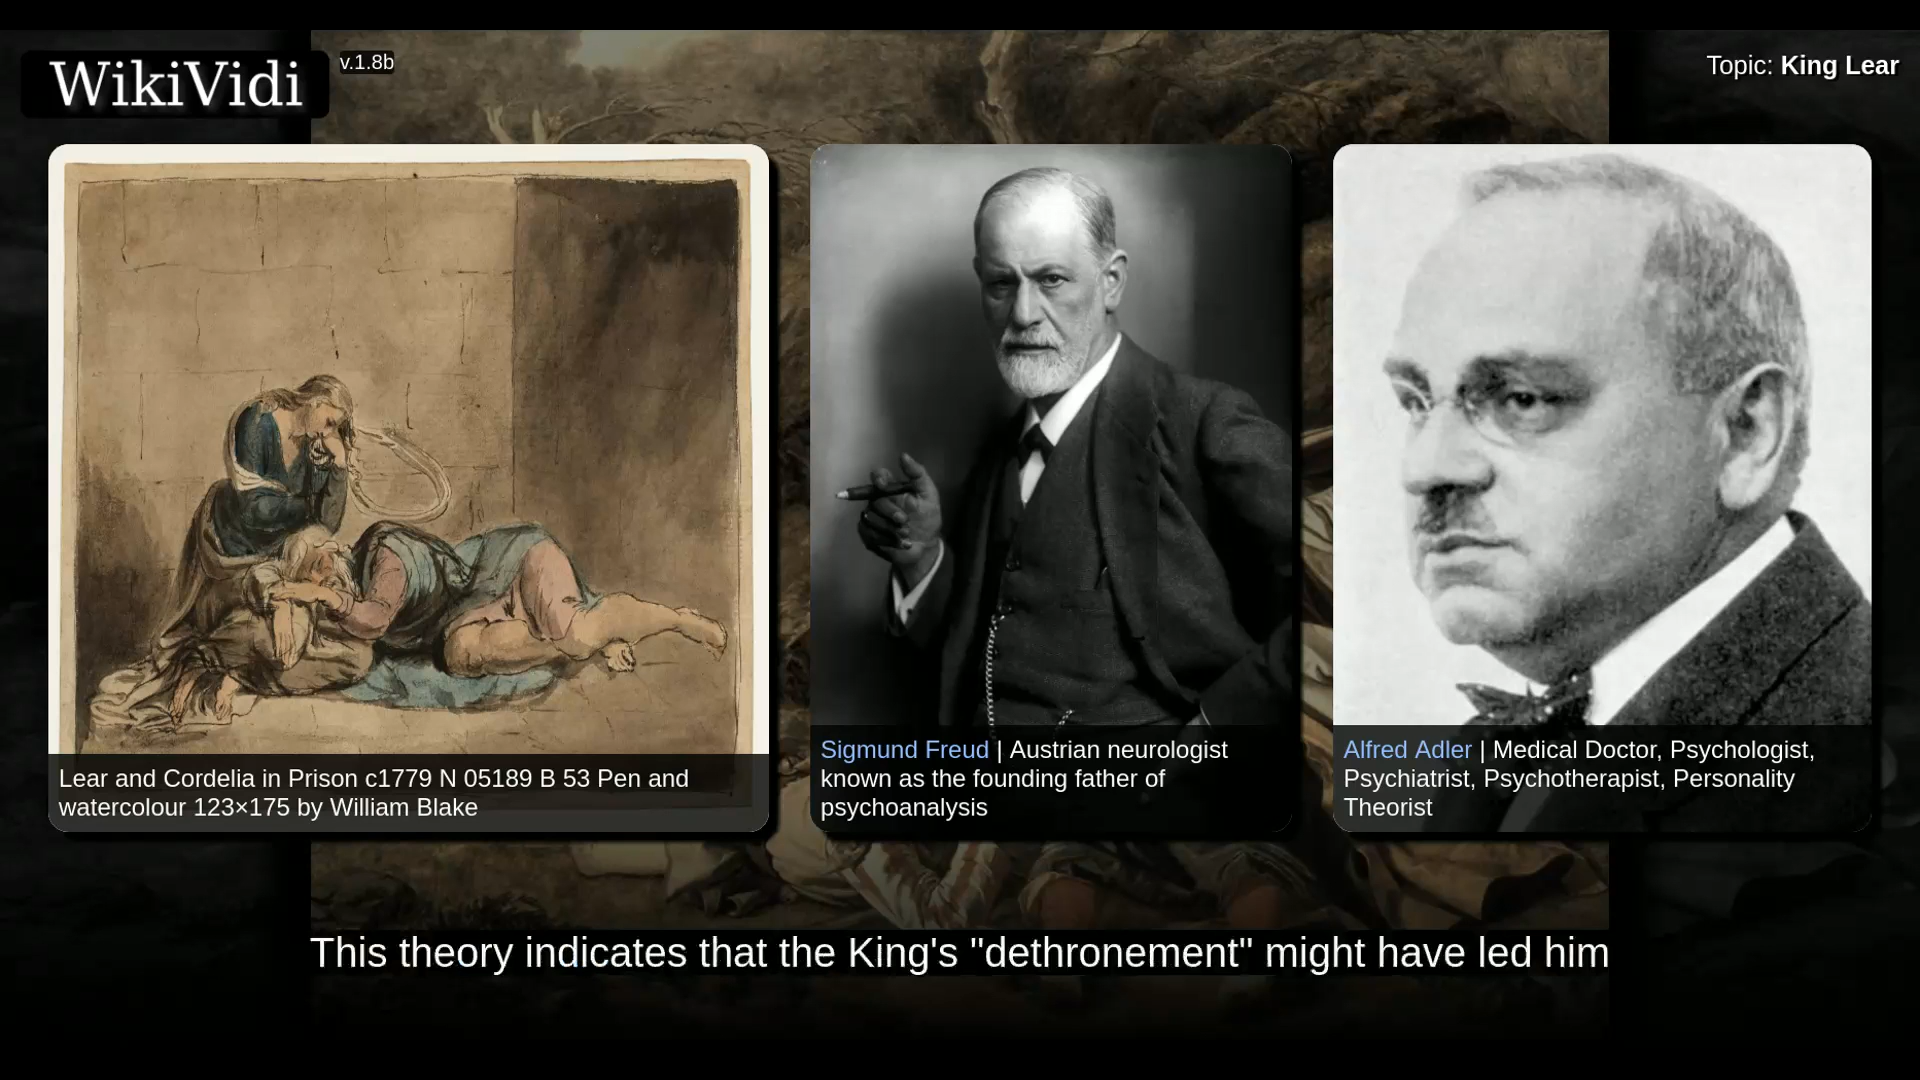 WikiVidi
v.1.8b
Topic: King Lear
Lear and Cordelia in Prison c1779 N 05189 B 53 Pen and
watercolour 123×175 by William Blake
Sigmund Freud | Austrian neurologist
known as the founding father of
psychoanalysis
Alfred Adler | Medical Doctor, Psychologist,
Psychiatrist, Psychotherapist, Personality
Theorist
This theory indicates that the King's "dethronement" might have led him